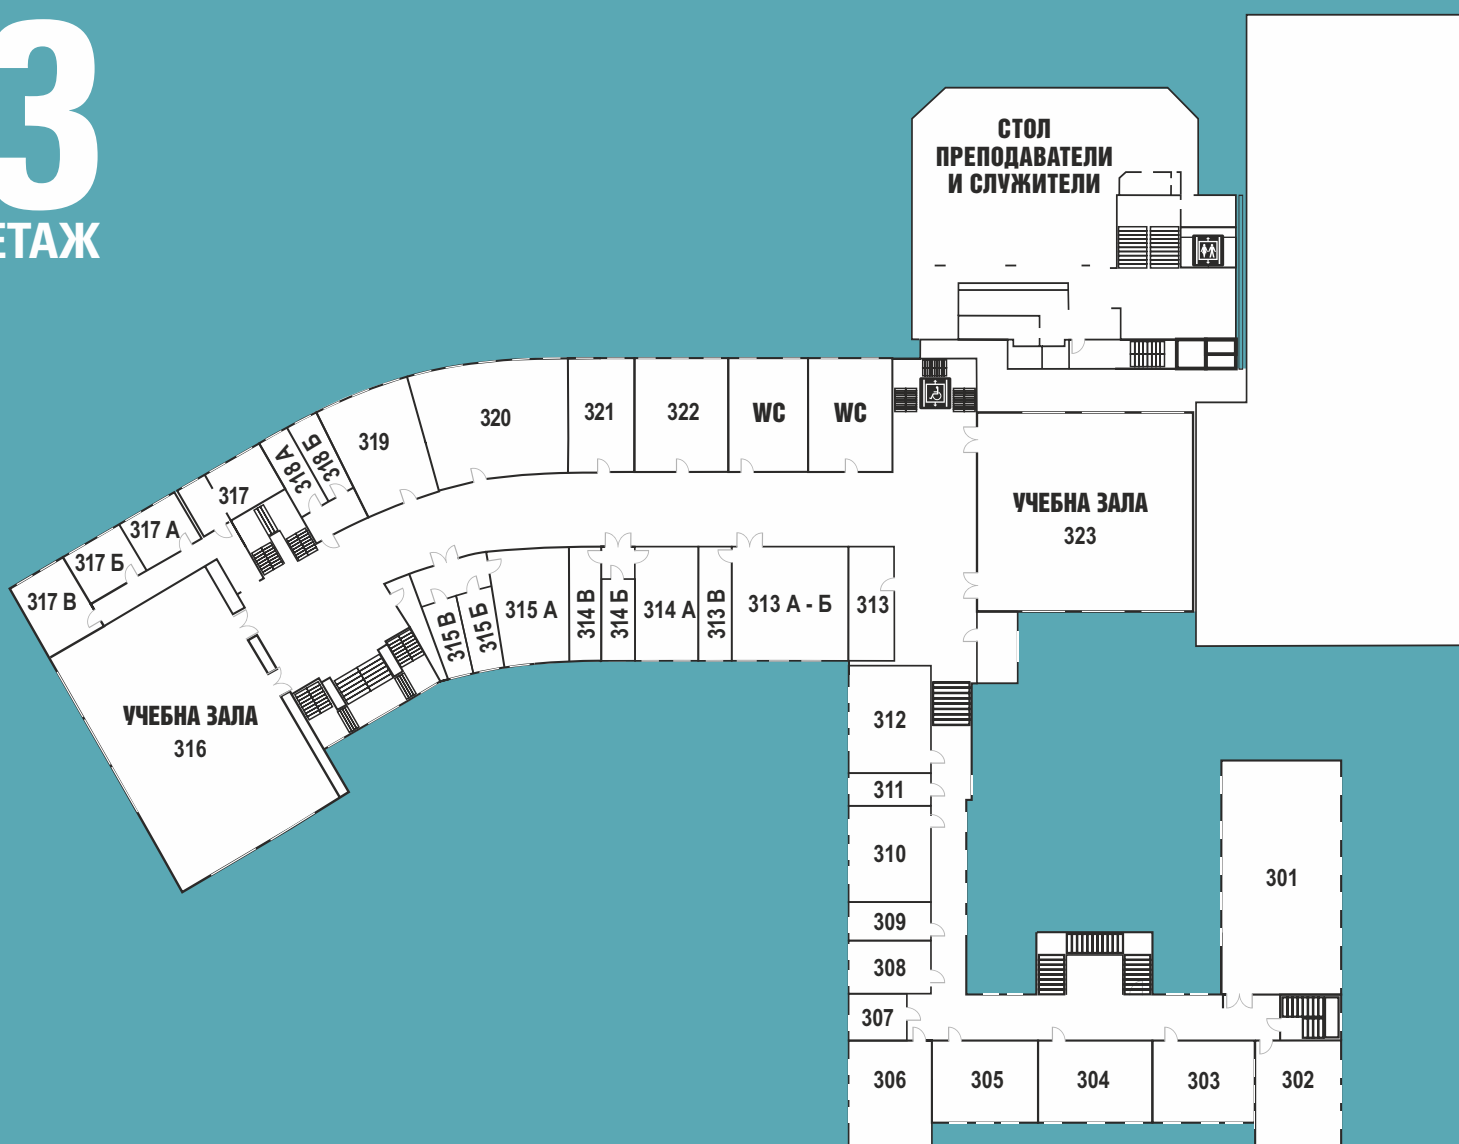 3
ЕТАЖ
СТОЛ
ПРЕПОДАВАТЕЛИ
И СЛУЖИТЕЛИ
320
321
322
WC
WC
319
318 Б
318 А
317
317 А
317 Б
317 В
УЧЕБНА ЗАЛА
323
315 В
315 Б
315 А
314 В
314 Б
314 А
313 В
313 А - Б
313
УЧЕБНА ЗАЛА
316
312
311
310
309
308
307
301
306
305
304
303
302